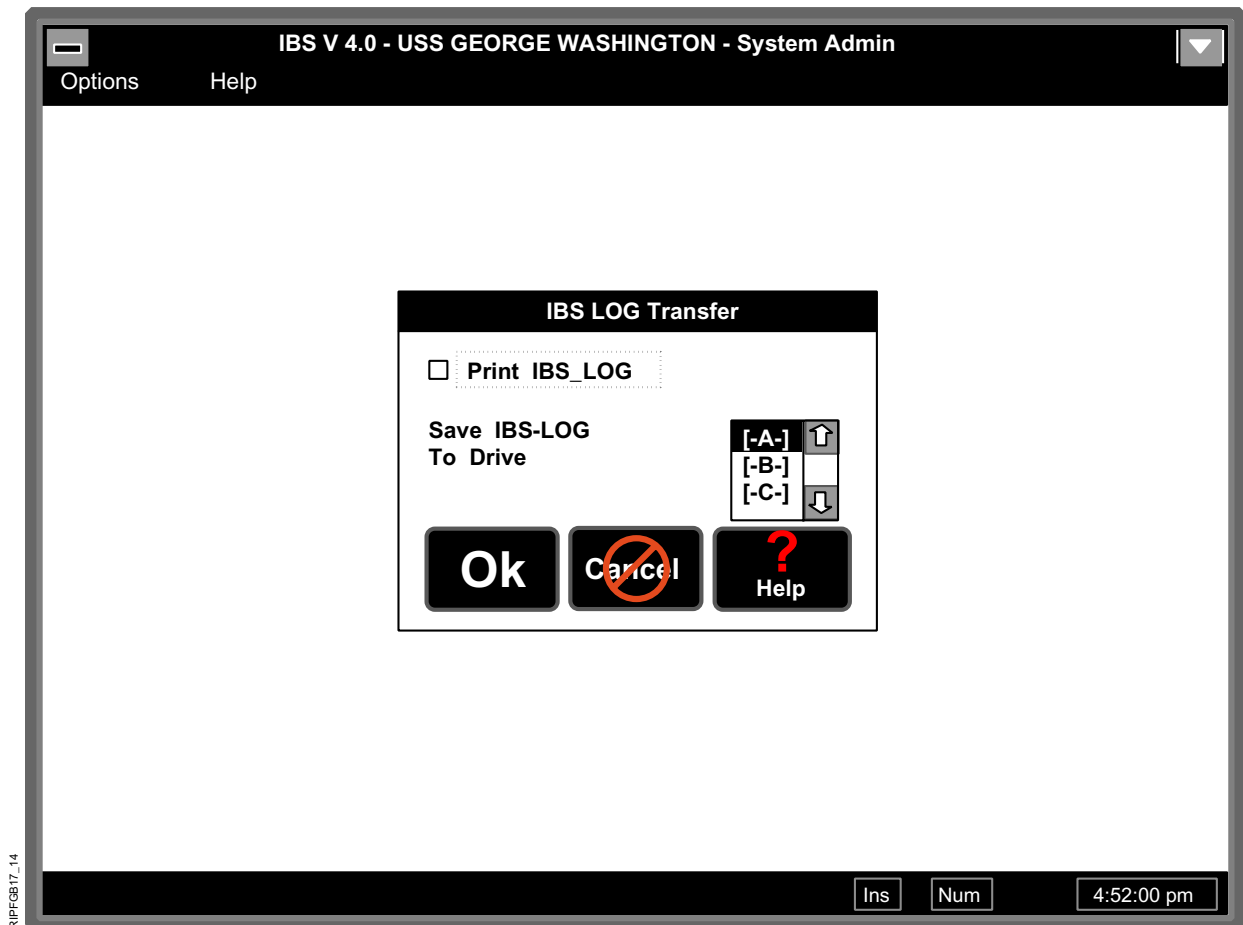 IBS V 4.0 - USS GEORGE WASHINGTON - System Admin
Options Help
IBS LOG Transfer
Print IBS_LOG
Save IBS-LOG
To Drive
[-A-]
[-B-]
[-C-]
Ok
Cancel
?
Help
Ins Num 4:52:00 pm
RIPFGB17_14